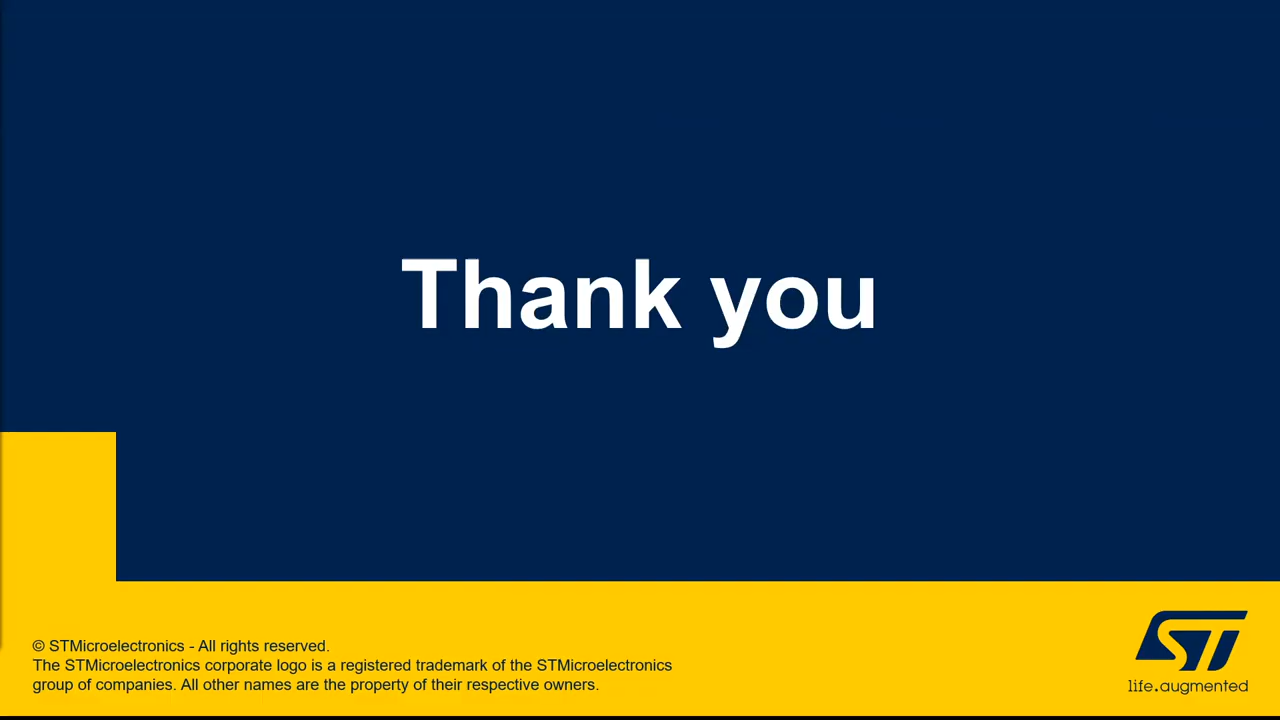 Thank you
© STMicroelectronics - All rights reserved.
The STMicroelectronics corporate logo is a registered trademark of the STMicroelectronics
group of companies. All other names are the property of their respective owners.
ST
life.augmented